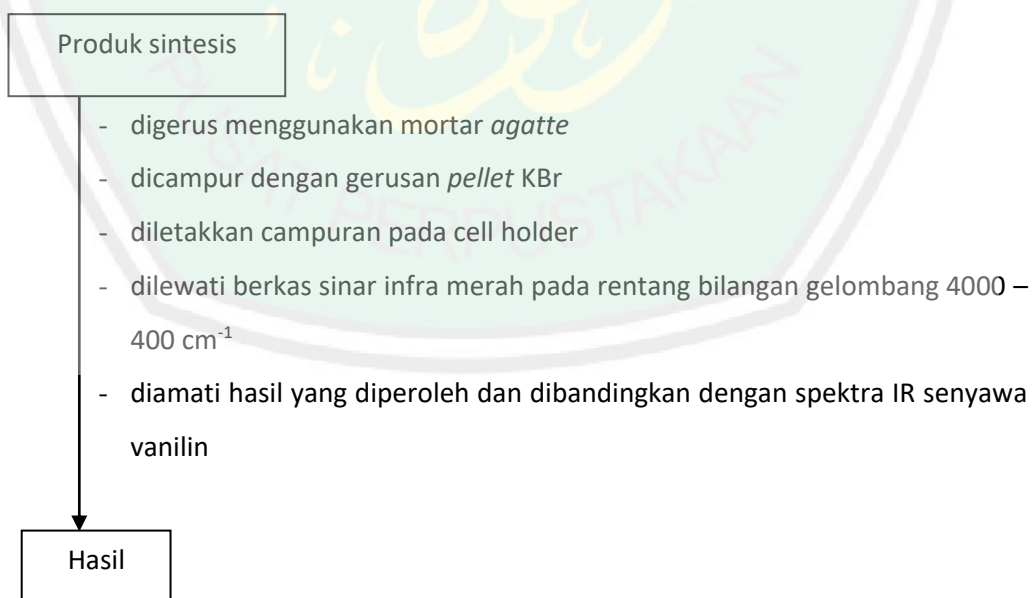 Produk sintesis
- digerus menggunakan mortar agatte
- dicampur dengan gerusan pellet KBr
- diletakkan campuran pada cell holder
- dilewati berkas sinar infra merah pada rentang bilangan gelombang 4000 –
400 cm⁻¹
- diamati hasil yang diperoleh dan dibandingkan dengan spektra IR senyawa
vanilin
Hasil
PUSAT PERPUSTAKAAN